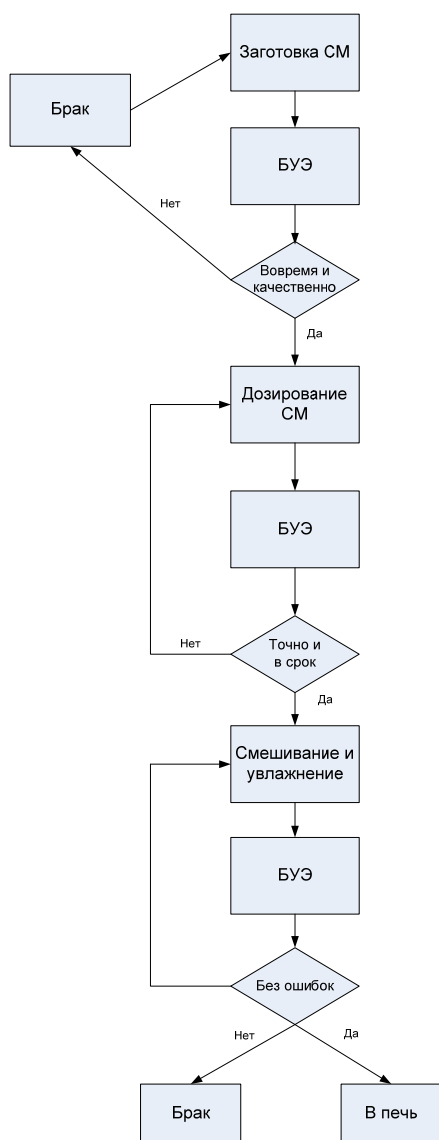 Заготовка СМ
Брак
БУЭ
Нет
Вовремя и
качественно
Да
Дозирование
СМ
БУЭ
Нет
Точно и
в срок
Да
Смешивание и
увлажнение
БУЭ
Без ошибок
Нет
Да
Брак
В печь